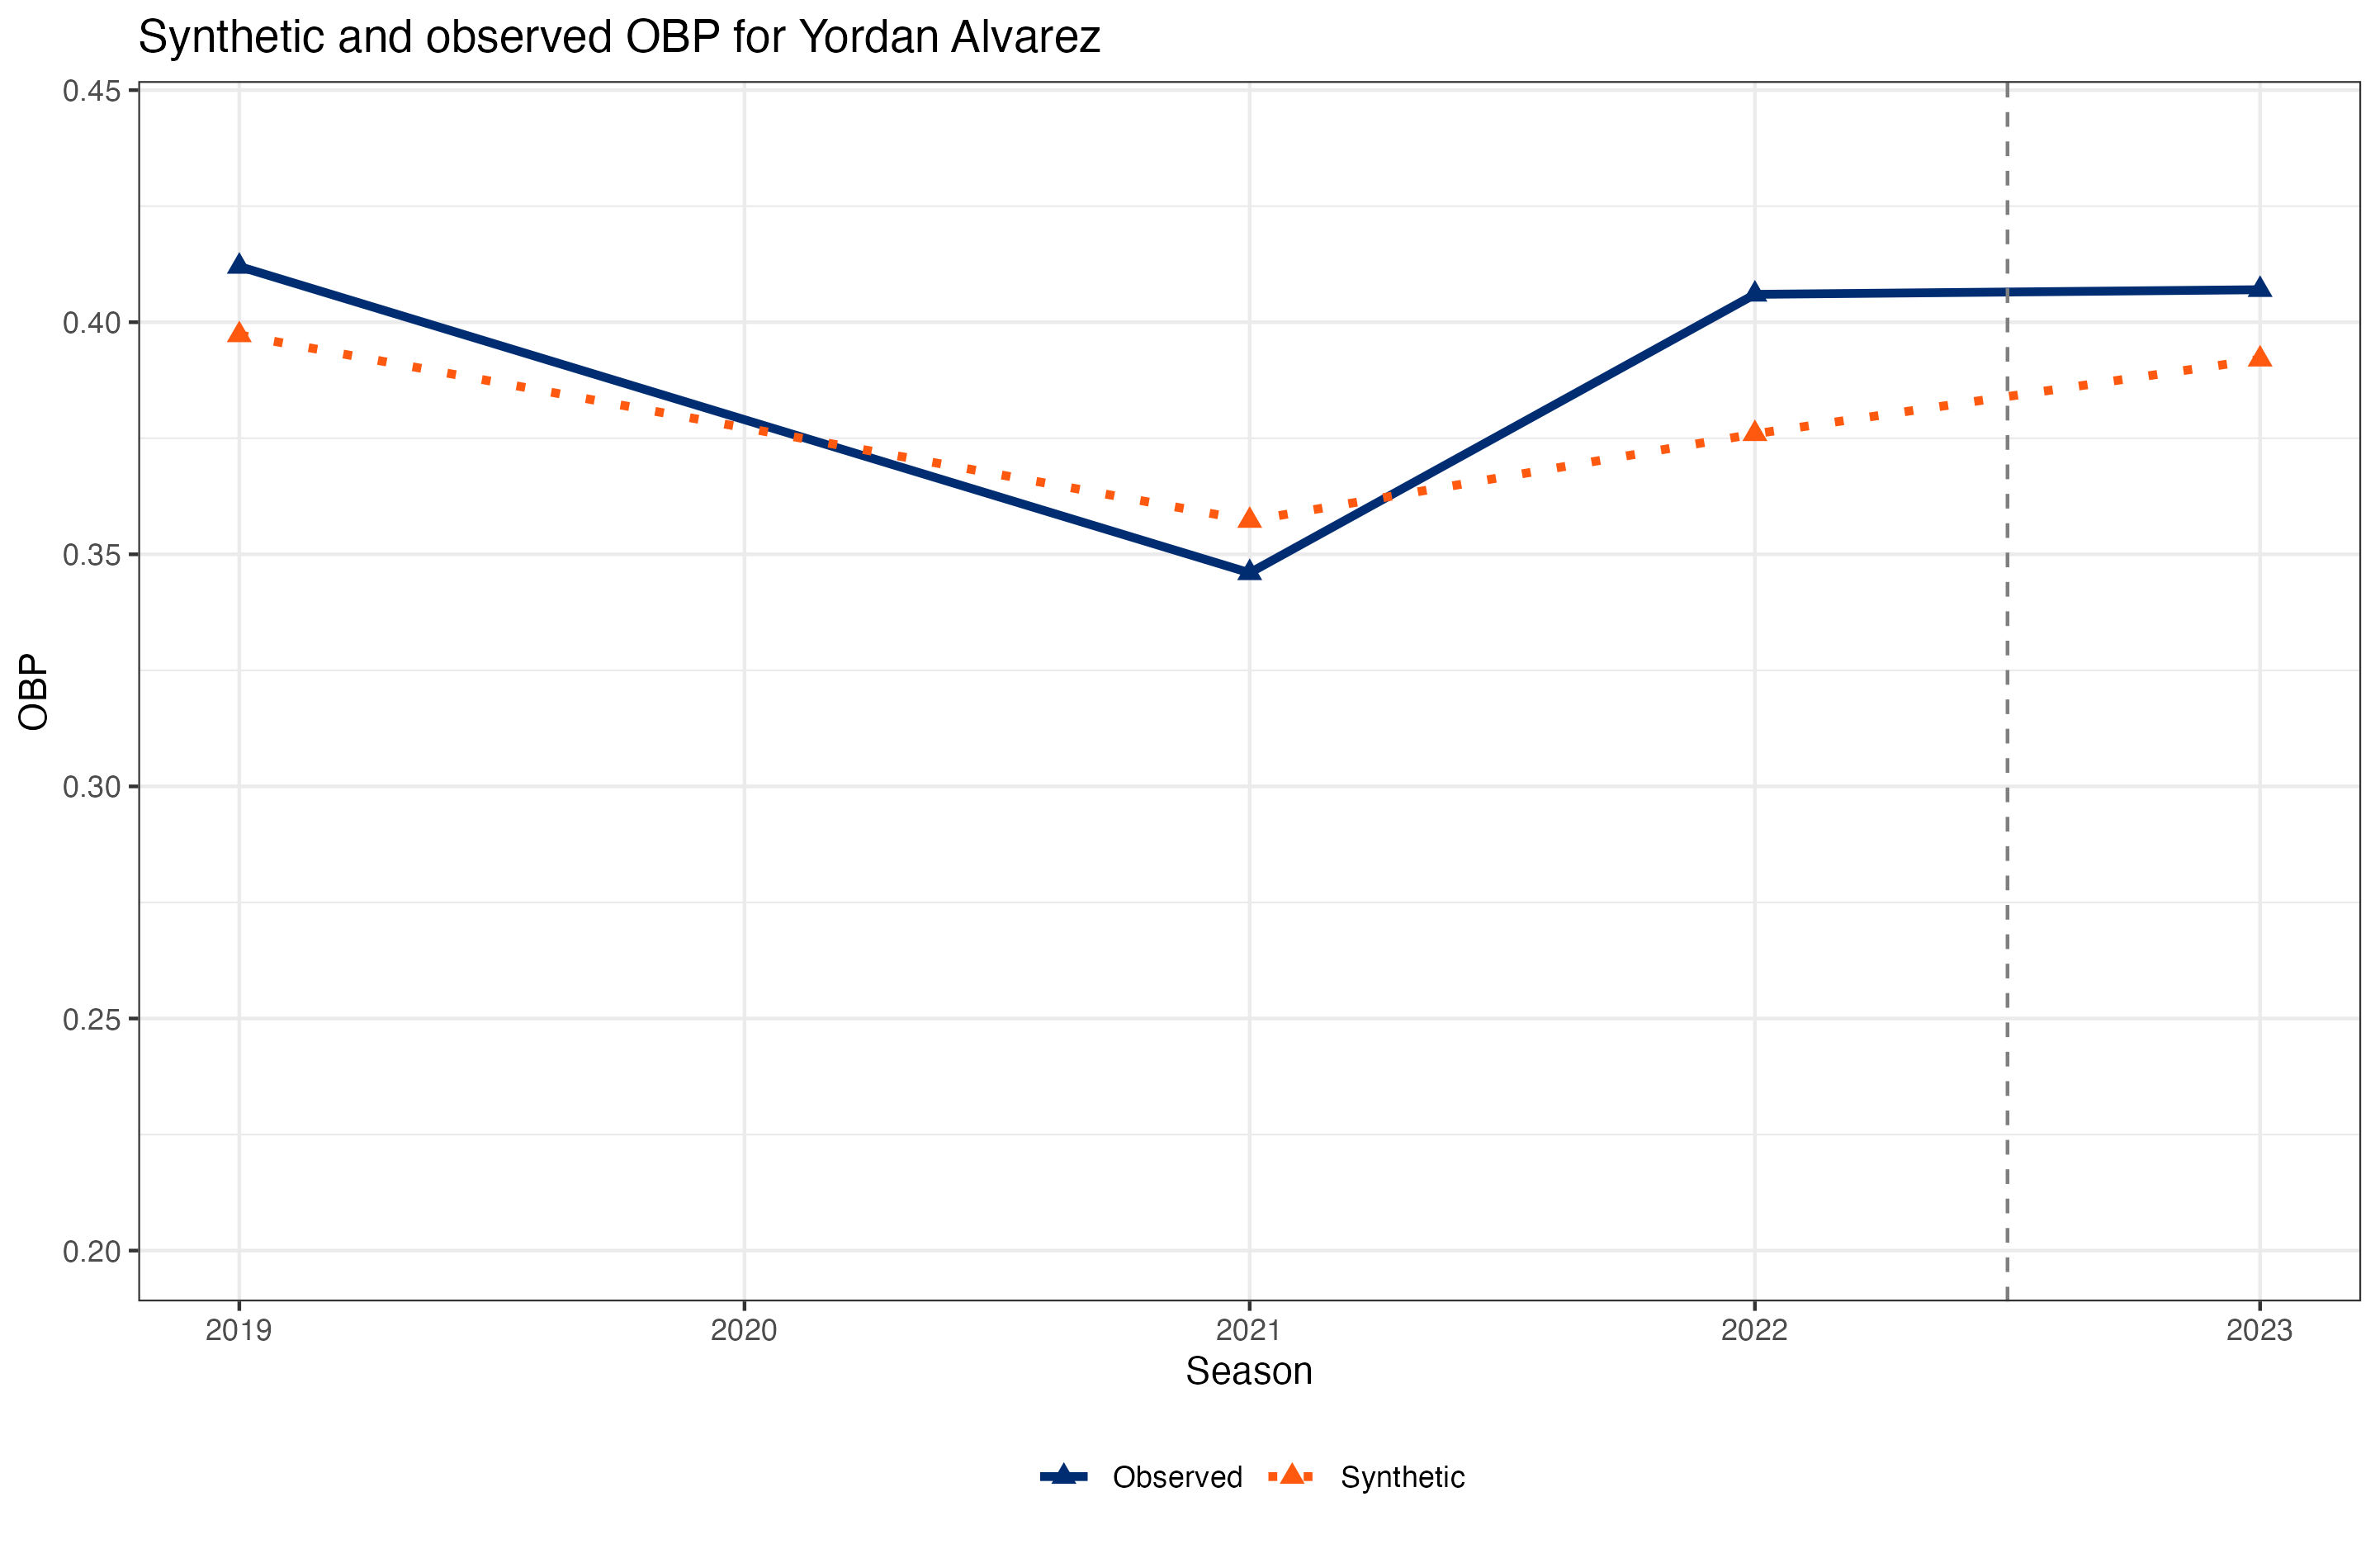 Synthetic and observed OBP for Yordan Alvarez
OBP
0.45
0.40
0.35
0.30
0.25
0.20
2019 2020 2021 2022 2023
Season
Observed Synthetic